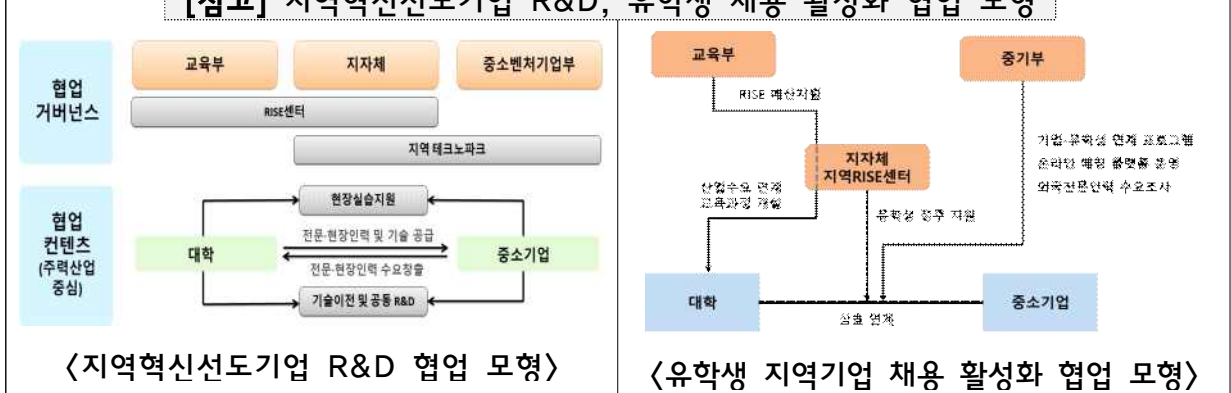 [참고] 지역혁신선도기업 R&D, 유학생 채용 활성화 협업 모형
협업
거버넌스
교육부
지자체
중소벤처기업부
RISE센터
지역 테크노파크
협업
컨텐츠
(주력산업
중심)
현장실습지원
대학
전문·현장인력 및 기술 공급
전문·현장인력 수요창출
중소기업
기술이전 및 공동 R&D
〈지역혁신선도기업 R&D 협업 모형〉
교육부
중기부
RISE 예산지원
기업-유학생 연계 프로그램
온라인 매칭 플랫폼 운영
외국전문인력 수요조사
지자체
지역RISE센터
산업수요 연계
교육과정 개설
유학생 정주 지원
대학
중소기업
상호 연계
〈유학생 지역기업 채용 활성화 협업 모형〉